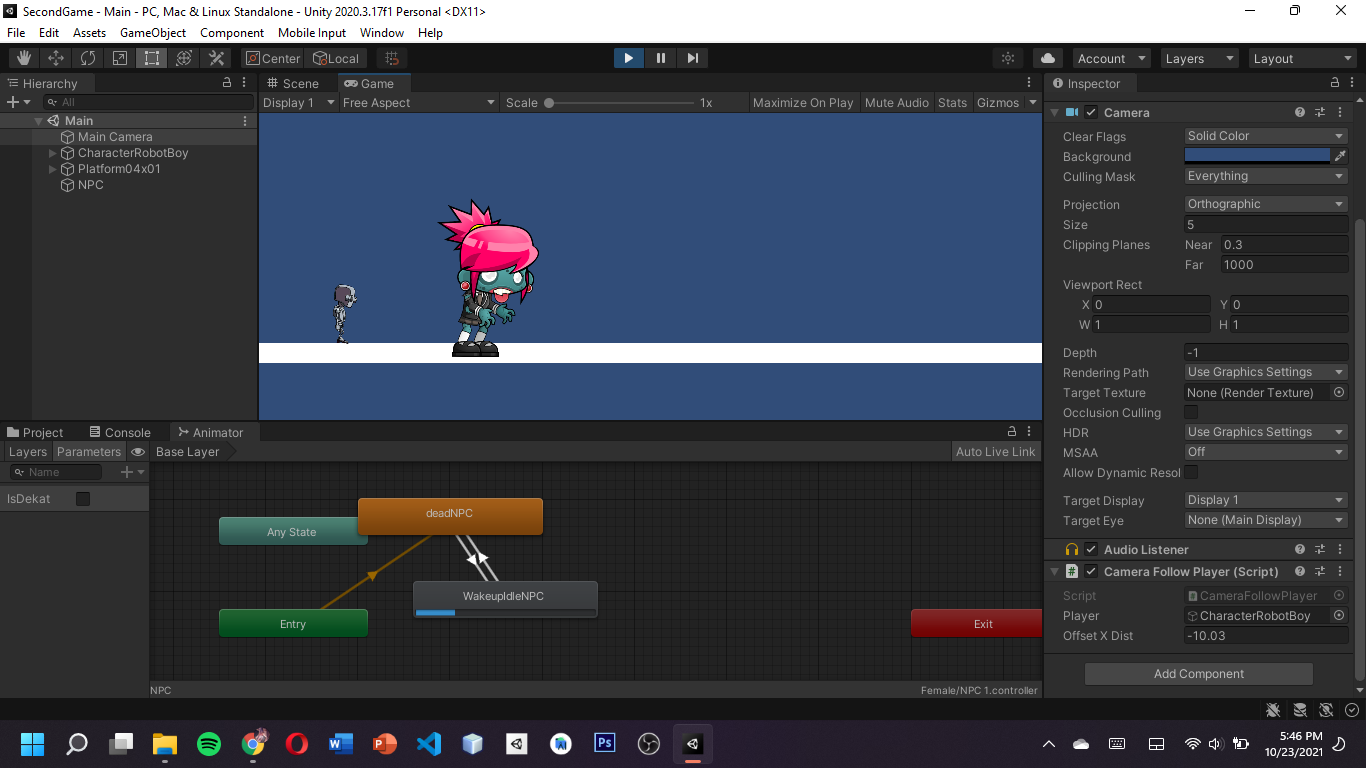 SecondGame - Main - PC, Mac & Linux Standalone - Unity 2020.3.17f1 Personal <DX11>
File Edit Assets GameObject Component Mobile Input Window Help
Center Local Account Layers Layout
Hierarchy
All
Main
Main Camera
CharacterRobotBoy
Platform04x01
NPC
Scene Game
Display 1 Free Aspect Scale 1x Maximize On Play Mute Audio Stats Gizmos
Project Console Animator
Layers Parameters Base Layer Auto Live Link
Name
IsDekat
deadNPC
Any State
WakeupIdleNPC
Entry
Exit
NPC Female/NPC 1.controller
Inspector
Camera
Clear Flags Solid Color
Background
Culling Mask Everything
Projection Orthographic
Size 5
Clipping Planes Near 0.3
Far 1000
Viewport Rect
X 0 Y 0
W 1 H 1
Depth -1
Rendering Path Use Graphics Settings
Target Texture None (Render Texture)
Occlusion Culling
HDR Use Graphics Settings
MSAA Off
Allow Dynamic Resol
Target Display Display 1
Target Eye None (Main Display)
Audio Listener
Camera Follow Player (Script)
Script CameraFollowPlayer
Player CharacterRobotBoy
Offset X Dist -10.03
Add Component
5:46 PM
10/23/2021